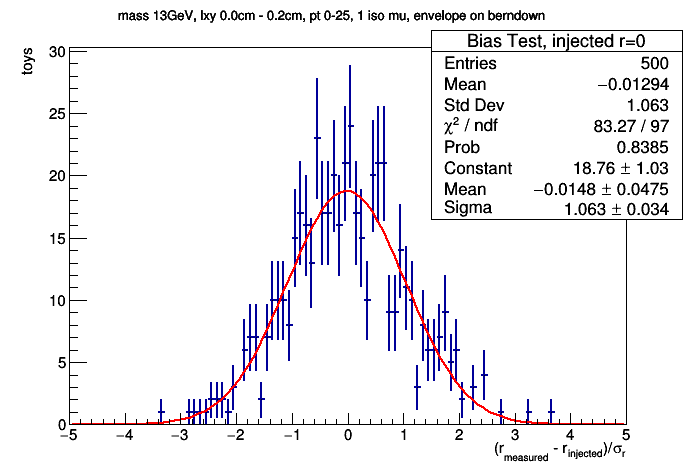 mass 13GeV, lxy 0.0cm - 0.2cm, pt 0-25, 1 iso mu, envelope on berndown
toys
Bias Test, injected r=0
Entries 500
Mean −0.01294
Std Dev 1.063
χ² / ndf 83.27 / 97
Prob 0.8385
Constant 18.76 ± 1.03
Mean −0.0148 ± 0.0475
Sigma 1.063 ± 0.034
30
25
20
15
10
5
0
−5 −4 −3 −2 −1 0 1 2 3 4 5
(r_measured - r_injected)/σ_r